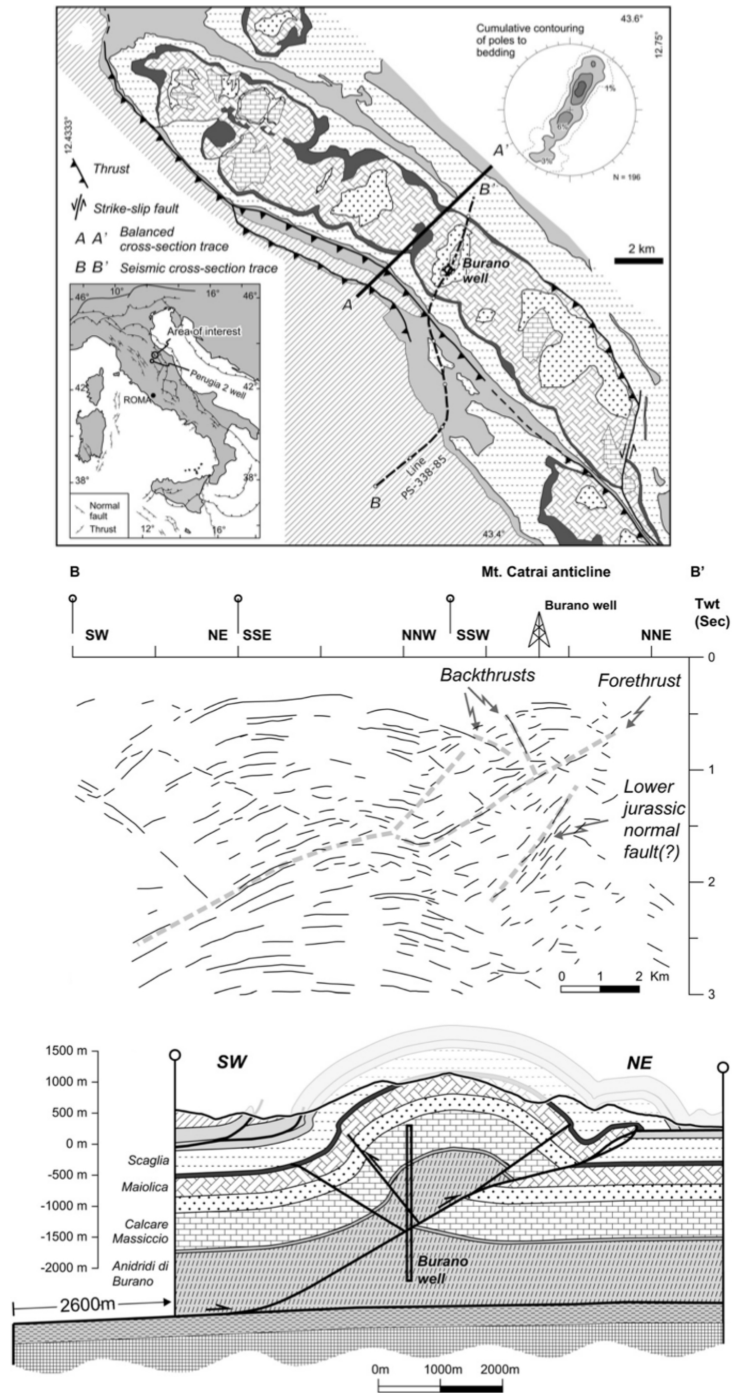 Cumulative contouring
of poles to
bedding
43.6°
12.75°
1%
6%
3%
N = 196
12.4333°
A'
B'
Thrust
Strike-slip fault
A A' Balanced
cross-section trace
B B' Seismic cross-section trace
2 km
Burano
well
A
Line
PS-338-85
B
43.4°
46°
10°
16°
46°
Area of interest
Perugia 2 well
42°
42°
ROMA
38°
38°
Normal
fault
Thrust
12°
16°
B
Mt. Catrai anticline
B'
Burano well
Twt
(Sec)
SW
NE
SSE
NNW
SSW
NNE
0
Backthrusts
Forethrust
1
Lower
jurassic
normal
fault(?)
2
0 1 2 Km
3
1500 m
SW
NE
1000 m
500 m
0 m
Scaglia
-500 m
Maiolica
-1000 m
Calcare
Massiccio
-1500 m
Anidridi di
Burano
-2000 m
Burano
well
2600m
0m 1000m 2000m